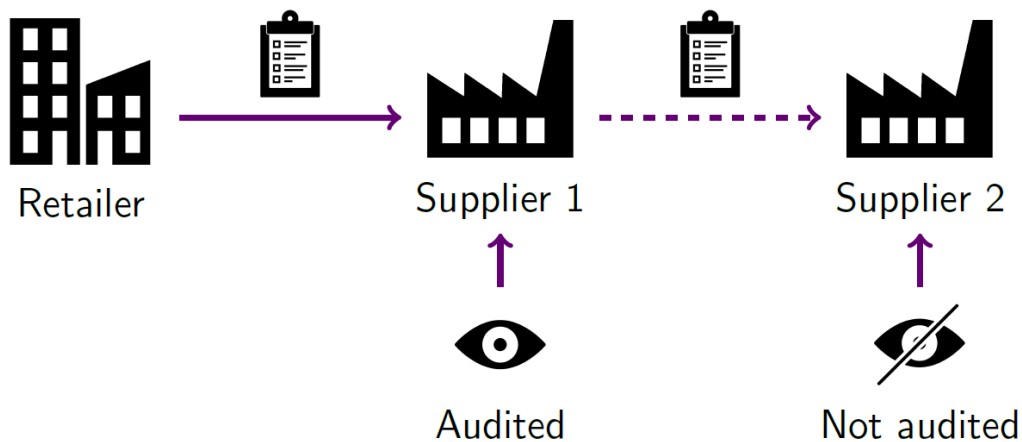 Retailer
Supplier 1
Supplier 2
Audited
Not audited